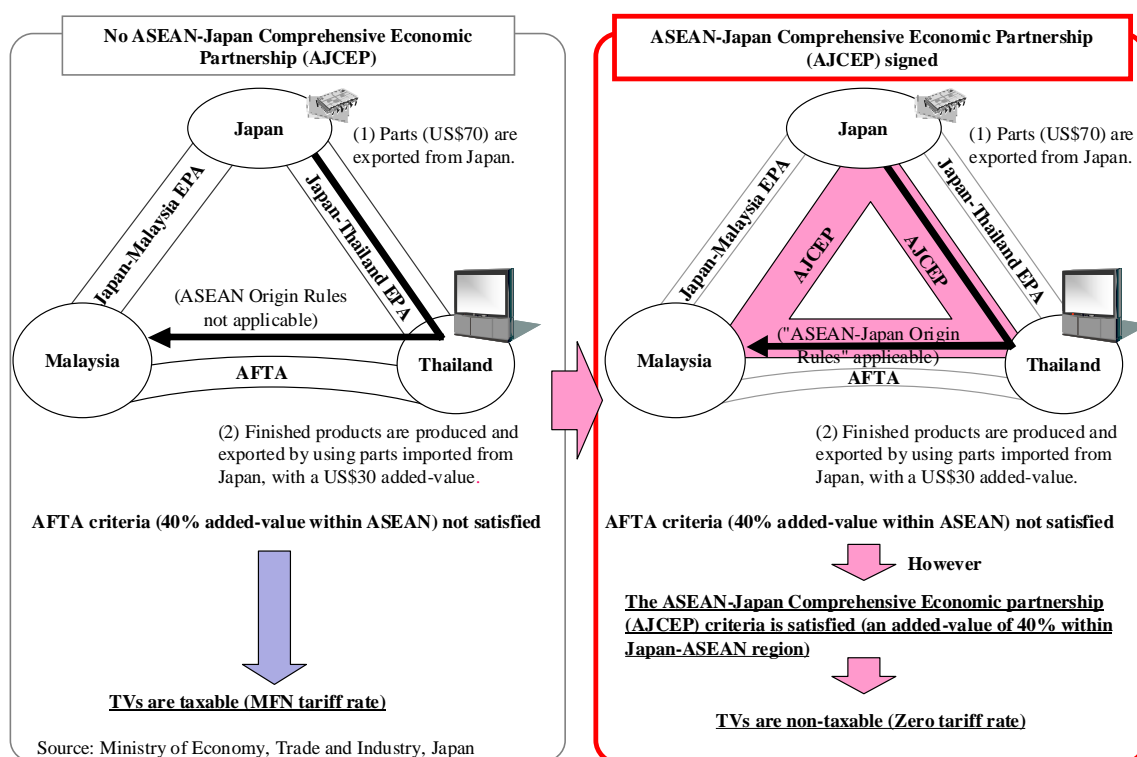 No ASEAN-Japan Comprehensive Economic
Partnership (AJCEP)
Japan
(1) Parts (US$70) are
exported from Japan.
Japan-Malaysia EPA
Japan-Thailand EPA
(ASEAN Origin Rules
not applicable)
Malaysia
Thailand
AFTA
(2) Finished products are produced and
exported by using parts imported from
Japan, with a US$30 added-value.
AFTA criteria (40% added-value within ASEAN) not satisfied
TVs are taxable (MFN tariff rate)
Source: Ministry of Economy, Trade and Industry, Japan
ASEAN-Japan Comprehensive Economic Partnership
(AJCEP) signed
Japan
(1) Parts (US$70) are
exported from Japan.
Japan-Malaysia EPA
AJCEP
AJCEP
Japan-Thailand EPA
("ASEAN-Japan Origin
Rules" applicable)
Malaysia
Thailand
AFTA
(2) Finished products are produced and
exported by using parts imported from
Japan, with a US$30 added-value.
AFTA criteria (40% added-value within ASEAN) not satisfied
However
The ASEAN-Japan Comprehensive Economic partnership
(AJCEP) criteria is satisfied (an added-value of 40% within
Japan-ASEAN region)
TVs are non-taxable (Zero tariff rate)